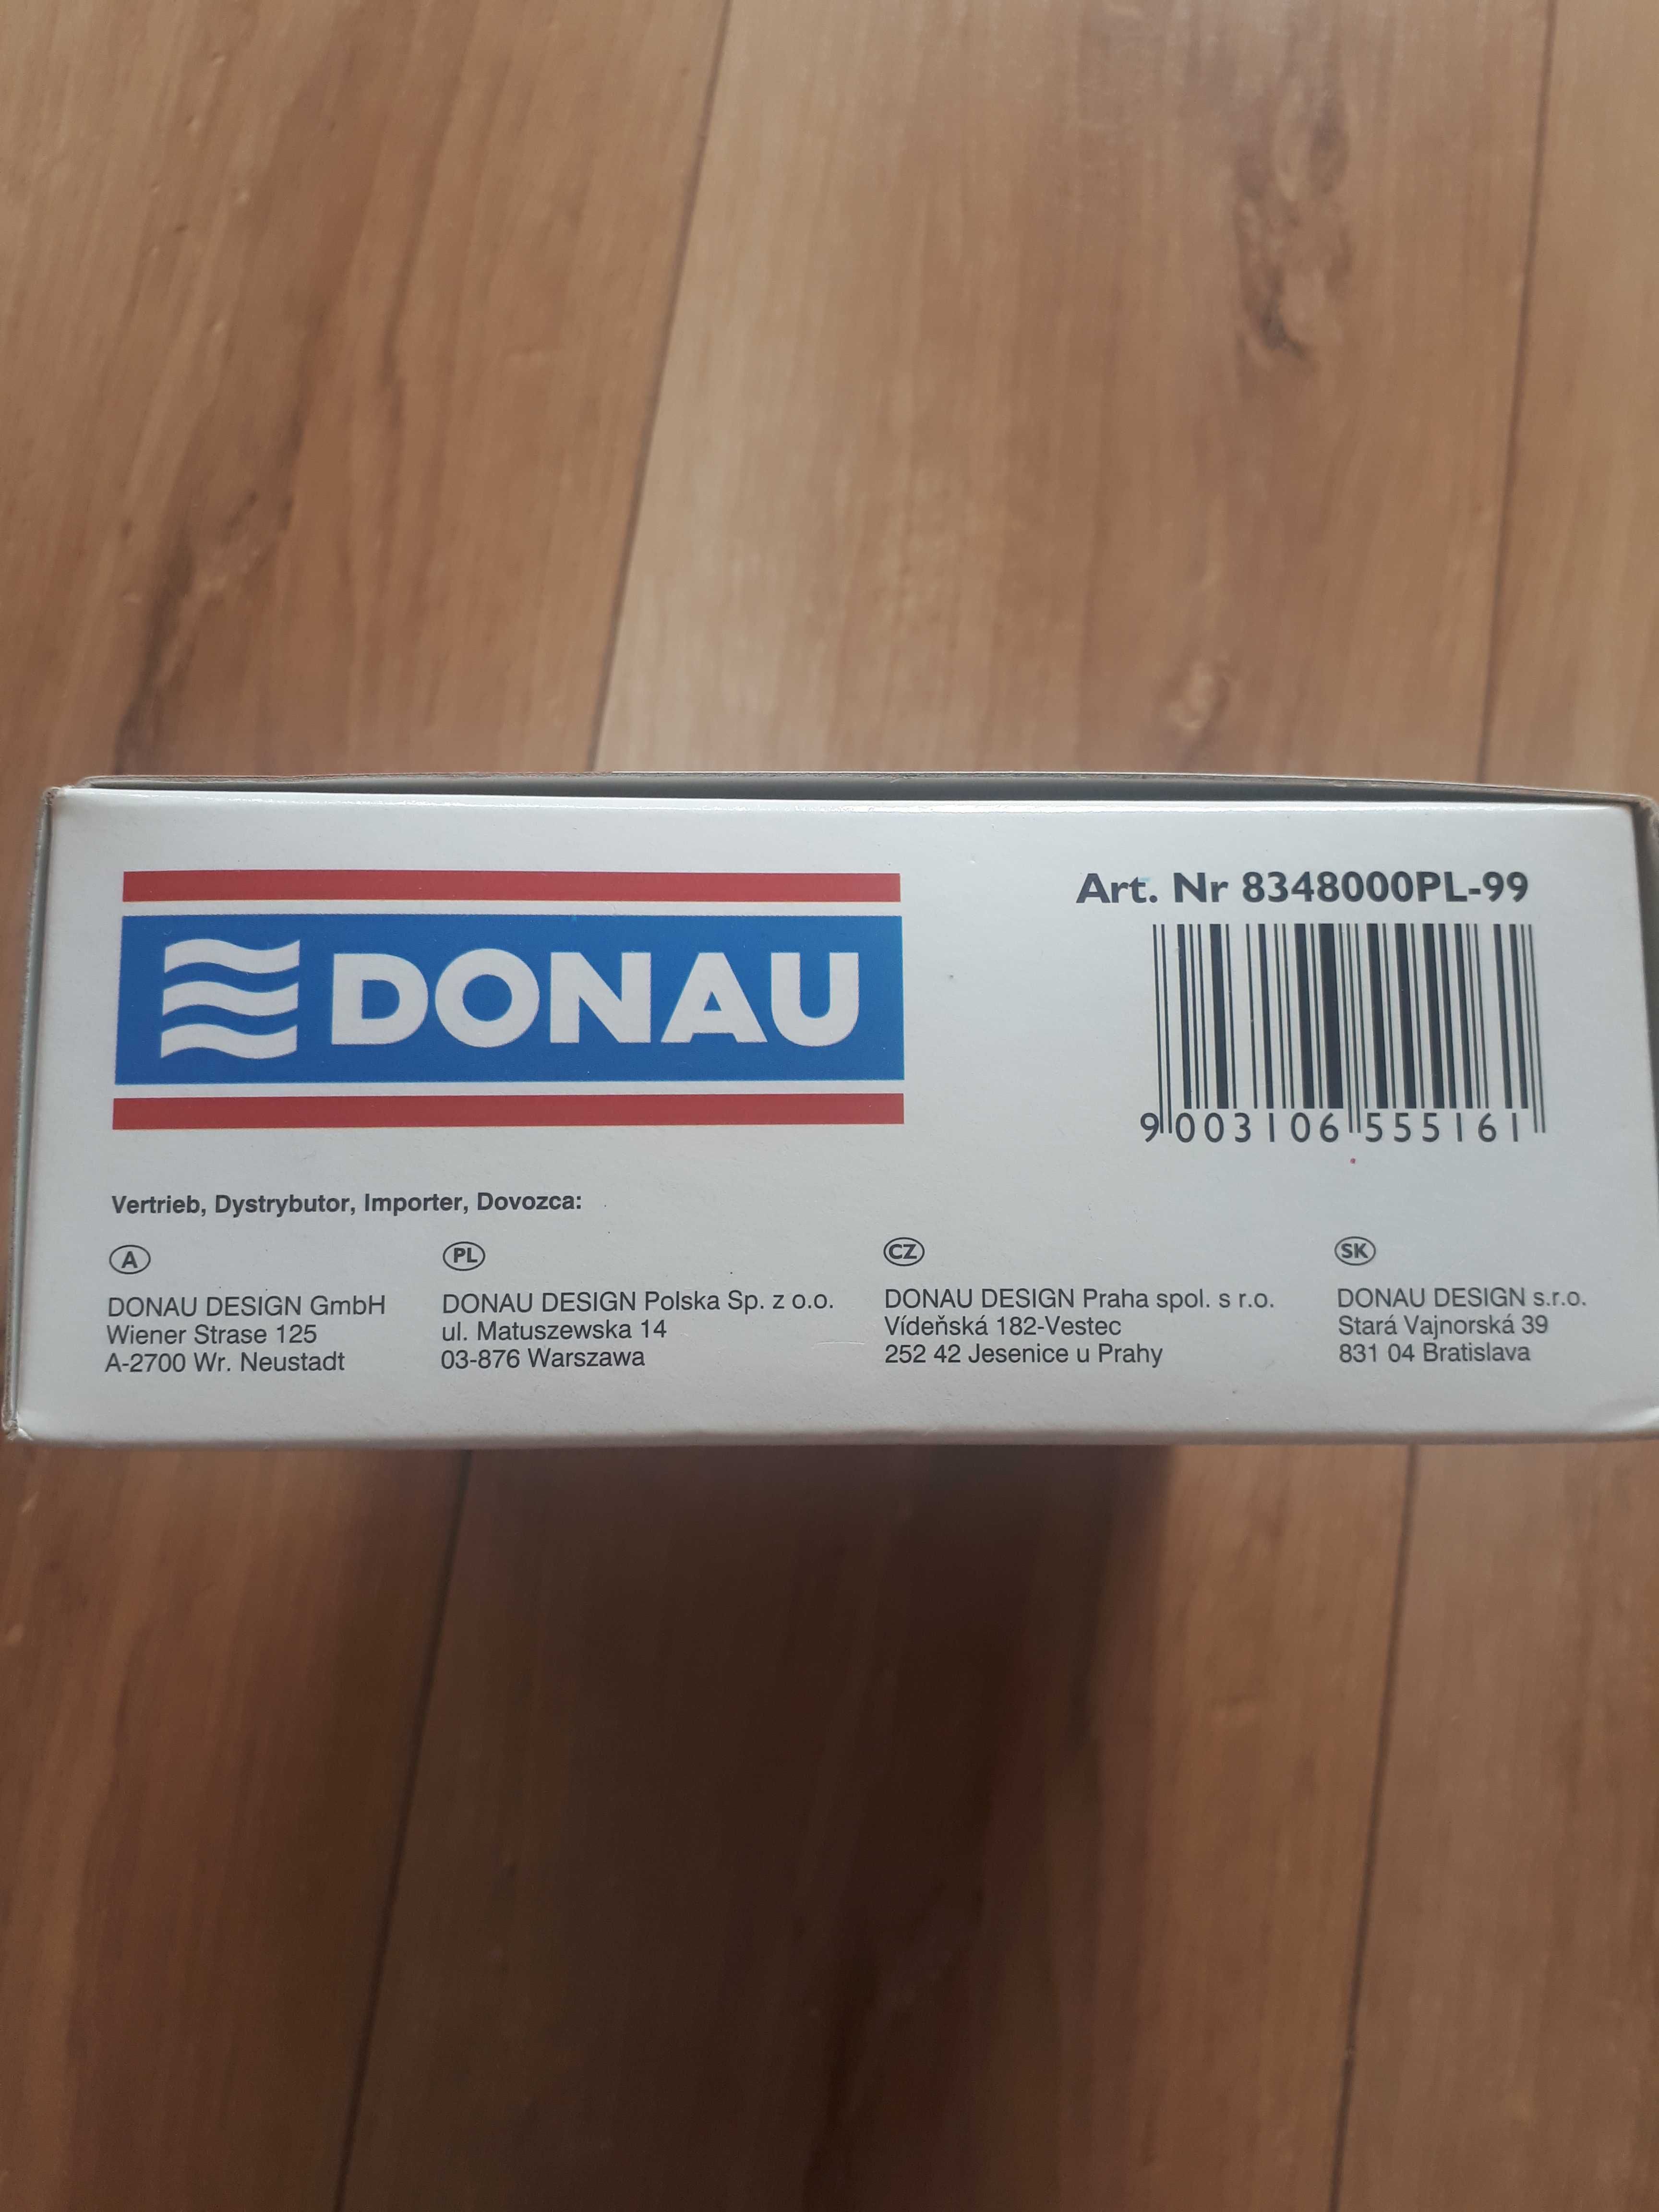 DONAU
Art. Nr 8348000PL-99
9 003106 555161
Vertrieb, Dystrybutor, Importer, Dovozca:
A
DONAU DESIGN GmbH
Wiener Strase 125
A-2700 Wr. Neustadt
PL
DONAU DESIGN Polska Sp. z o.o.
ul. Matuszewska 14
03-876 Warszawa
CZ
DONAU DESIGN Praha spol. s r.o.
Vídeňská 182-Vestec
252 42 Jesenice u Prahy
SK
DONAU DESIGN s.r.o.
Stará Vajnorská 39
831 04 Bratislava